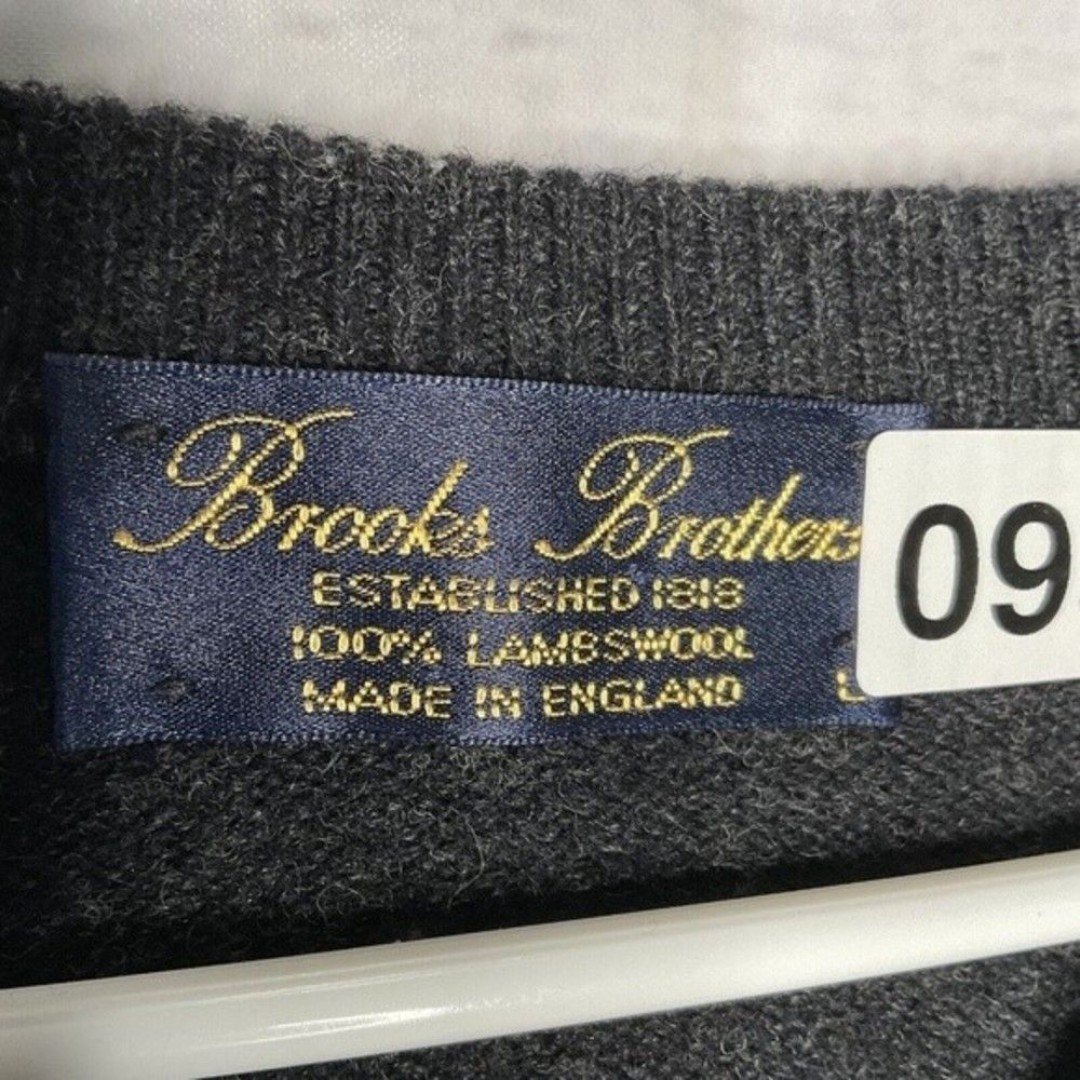 Brooks Brothers
ESTABLISHED 1818
100% LAMBSWOOL
MADE IN ENGLAND
09